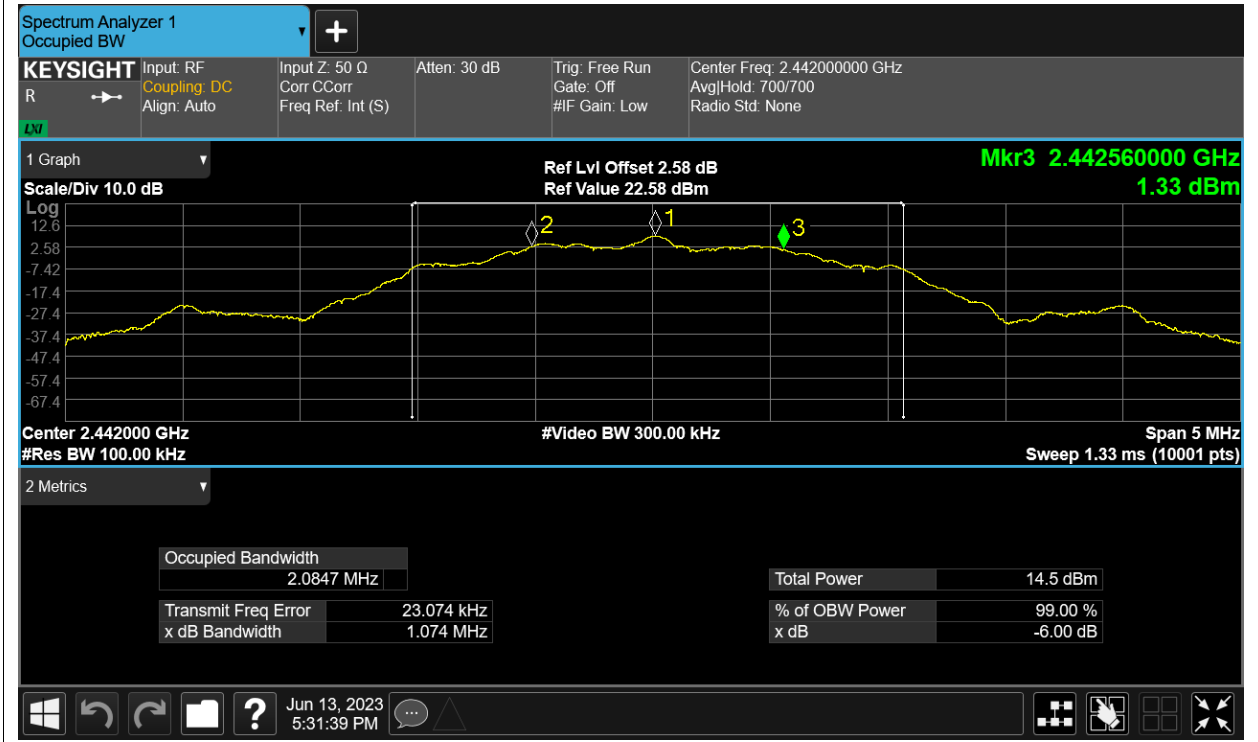 Spectrum Analyzer 1
Occupied BW
KEYSIGHT
R
LXI
Input: RF
Coupling: DC
Align: Auto
Input Z: 50 Ω
Corr CCorr
Freq Ref: Int (S)
Atten: 30 dB
Trig: Free Run
Gate: Off
#IF Gain: Low
Center Freq: 2.442000000 GHz
Avg|Hold: 700/700
Radio Std: None
1 Graph
Scale/Div 10.0 dB
Ref Lvl Offset 2.58 dB
Ref Value 22.58 dBm
Mkr3 2.442560000 GHz
1.33 dBm
Log
12.6
2.58
-7.42
-17.4
-27.4
-37.4
-47.4
-57.4
-67.4
2
1
3
Center 2.442000 GHz
#Video BW 300.00 kHz
Span 5 MHz
#Res BW 100.00 kHz
Sweep 1.33 ms (10001 pts)
2 Metrics
Occupied Bandwidth
2.0847 MHz
Total Power 14.5 dBm
Transmit Freq Error 23.074 kHz
% of OBW Power 99.00 %
x dB Bandwidth 1.074 MHz
x dB -6.00 dB
?
Jun 13, 2023
5:31:39 PM